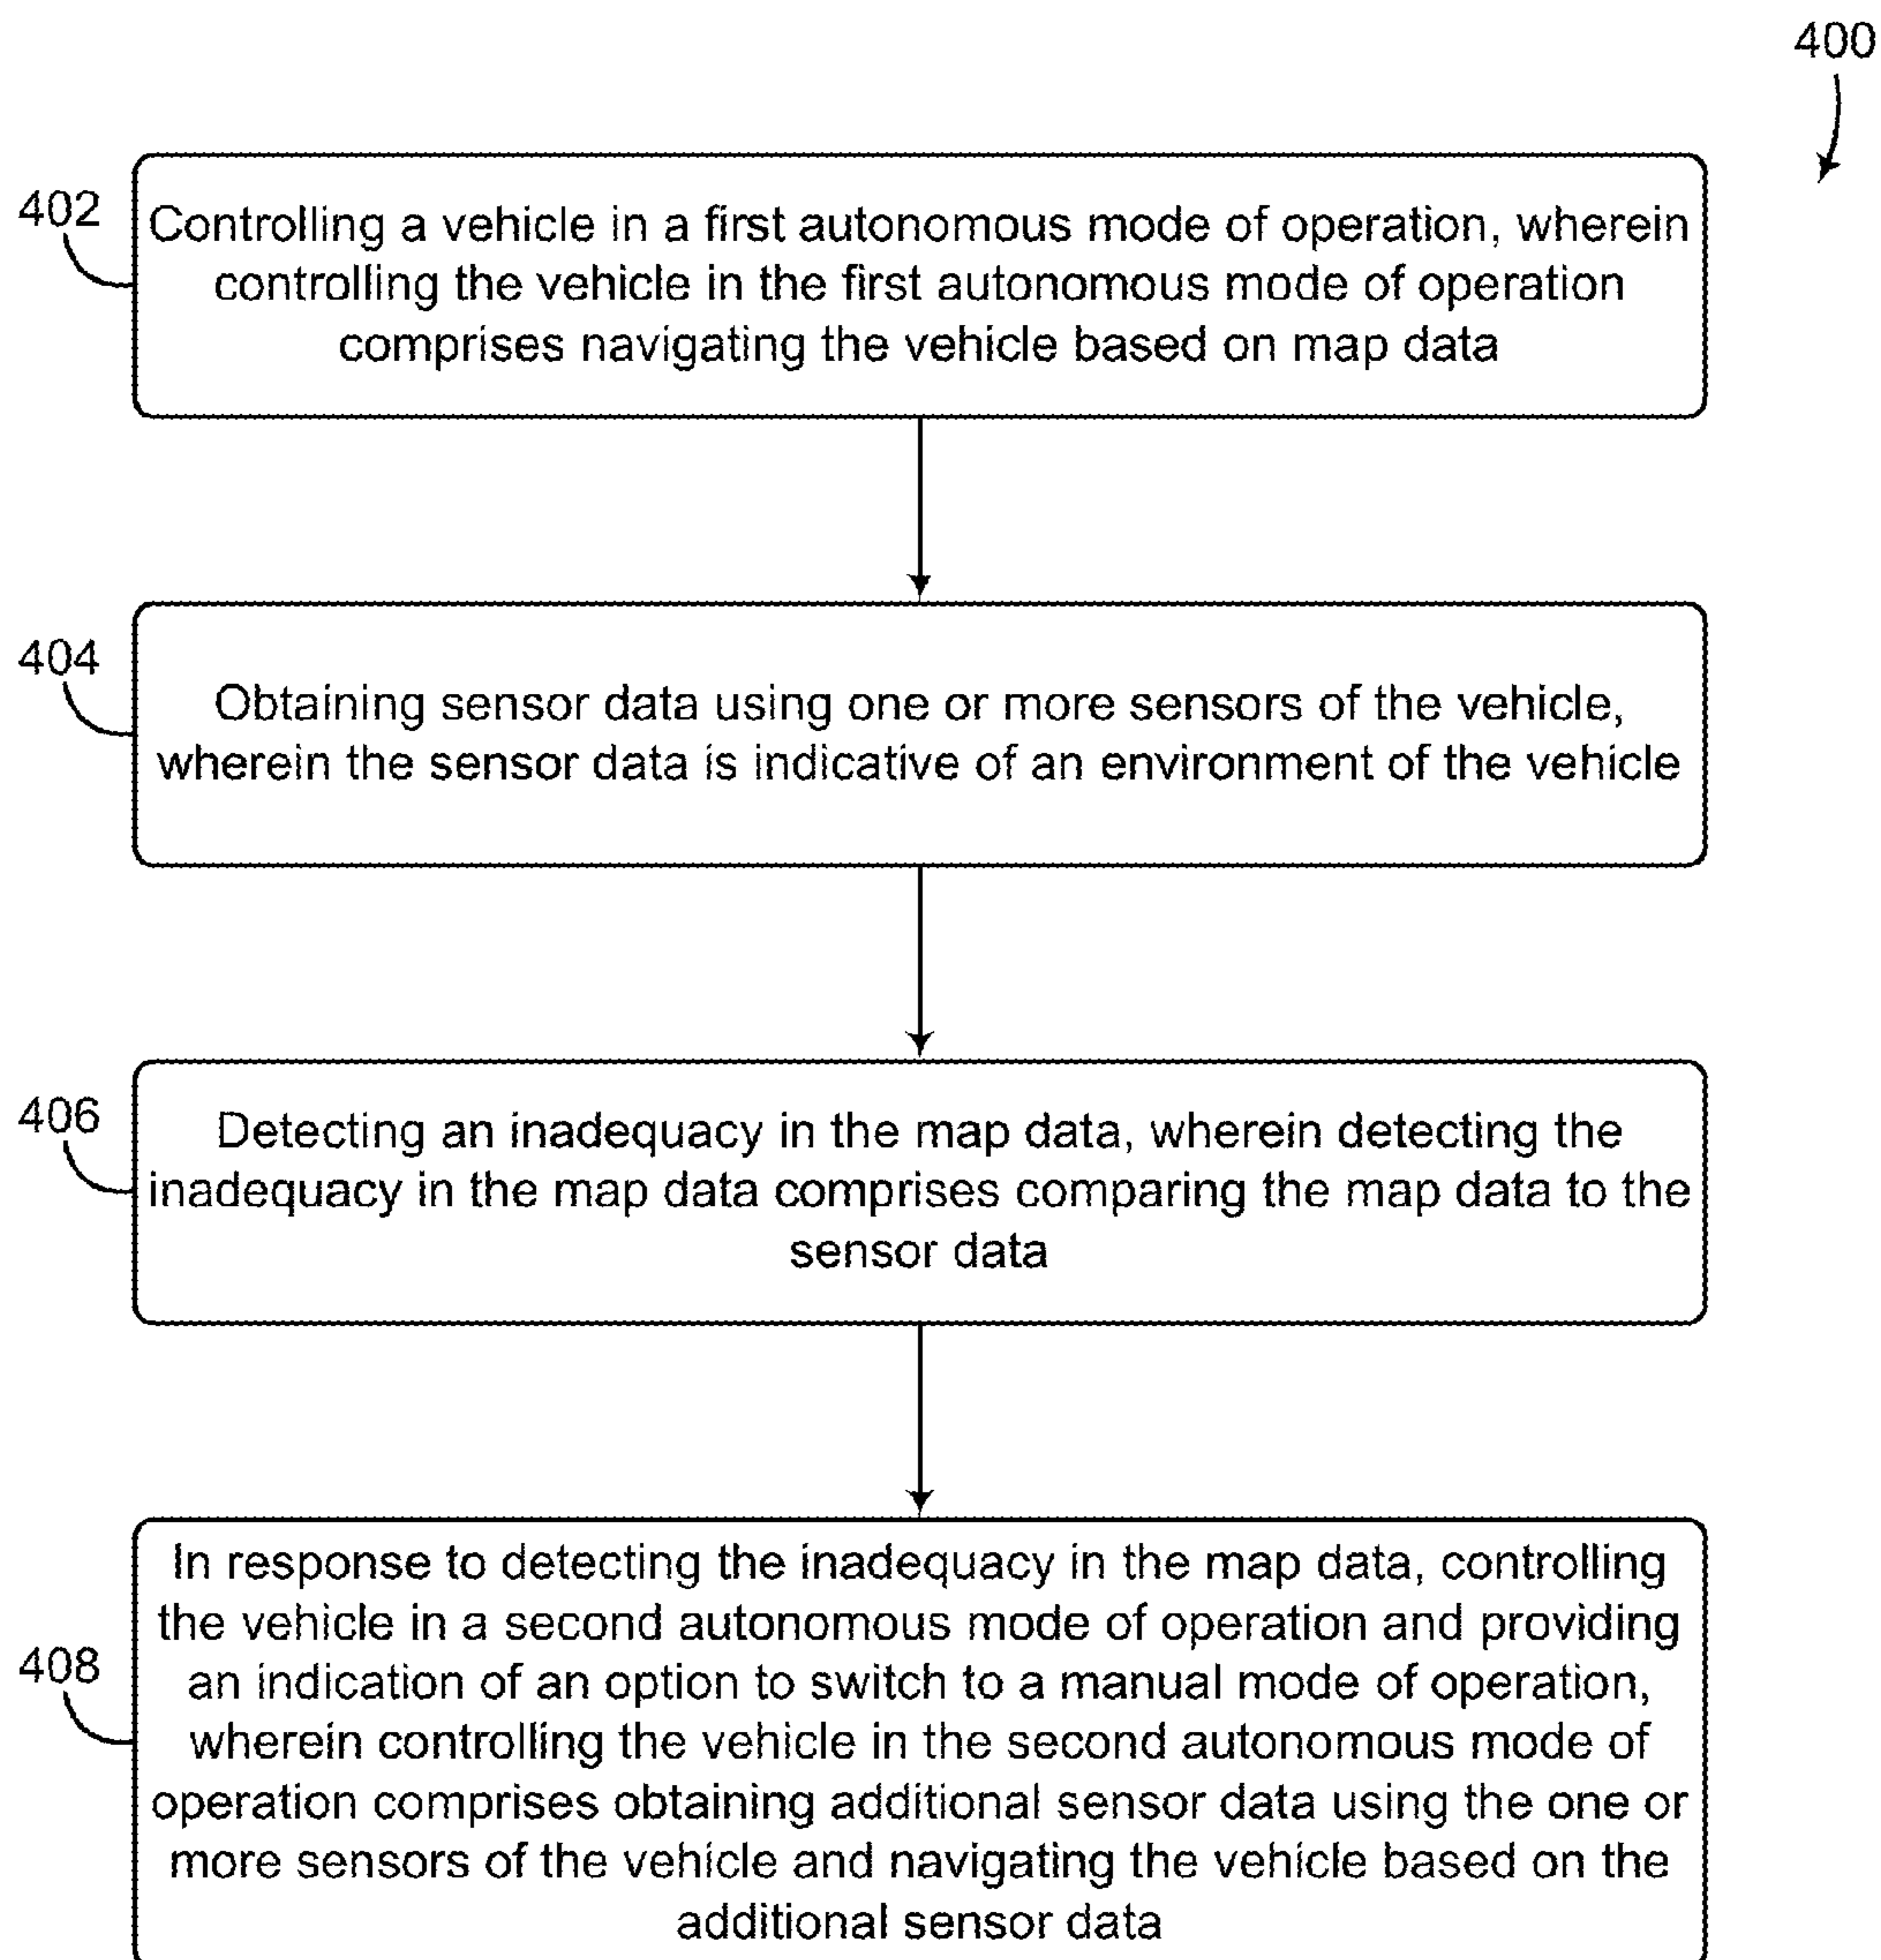 400
402
Controlling a vehicle in a first autonomous mode of operation, wherein
controlling the vehicle in the first autonomous mode of operation
comprises navigating the vehicle based on map data
404
Obtaining sensor data using one or more sensors of the vehicle,
wherein the sensor data is indicative of an environment of the vehicle
406
Detecting an inadequacy in the map data, wherein detecting the
inadequacy in the map data comprises comparing the map data to the
sensor data
408
In response to detecting the inadequacy in the map data, controlling
the vehicle in a second autonomous mode of operation and providing
an indication of an option to switch to a manual mode of operation,
wherein controlling the vehicle in the second autonomous mode of
operation comprises obtaining additional sensor data using the one or
more sensors of the vehicle and navigating the vehicle based on the
additional sensor data